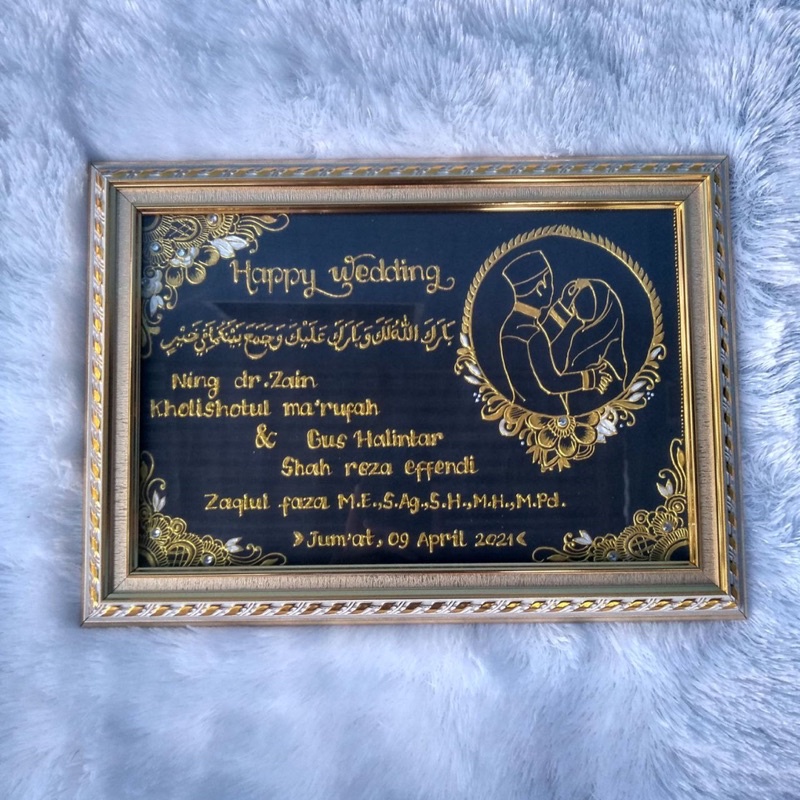 Happy Wedding
بَارَكَ اللهُ لَكَ وَبَارَكَ عَلَيْكَ وَجَمَعَ بَيْنَكُمَا فِيْ خَيْرٍ
Ning dr. Zain
Kholishotul ma'rufah
& Gus Halintar
Shah reza effendi
Zaqlul fazal M.E., S.Ag., S.H., M.H., M.Pd.
Jum'at, 09 April 2021